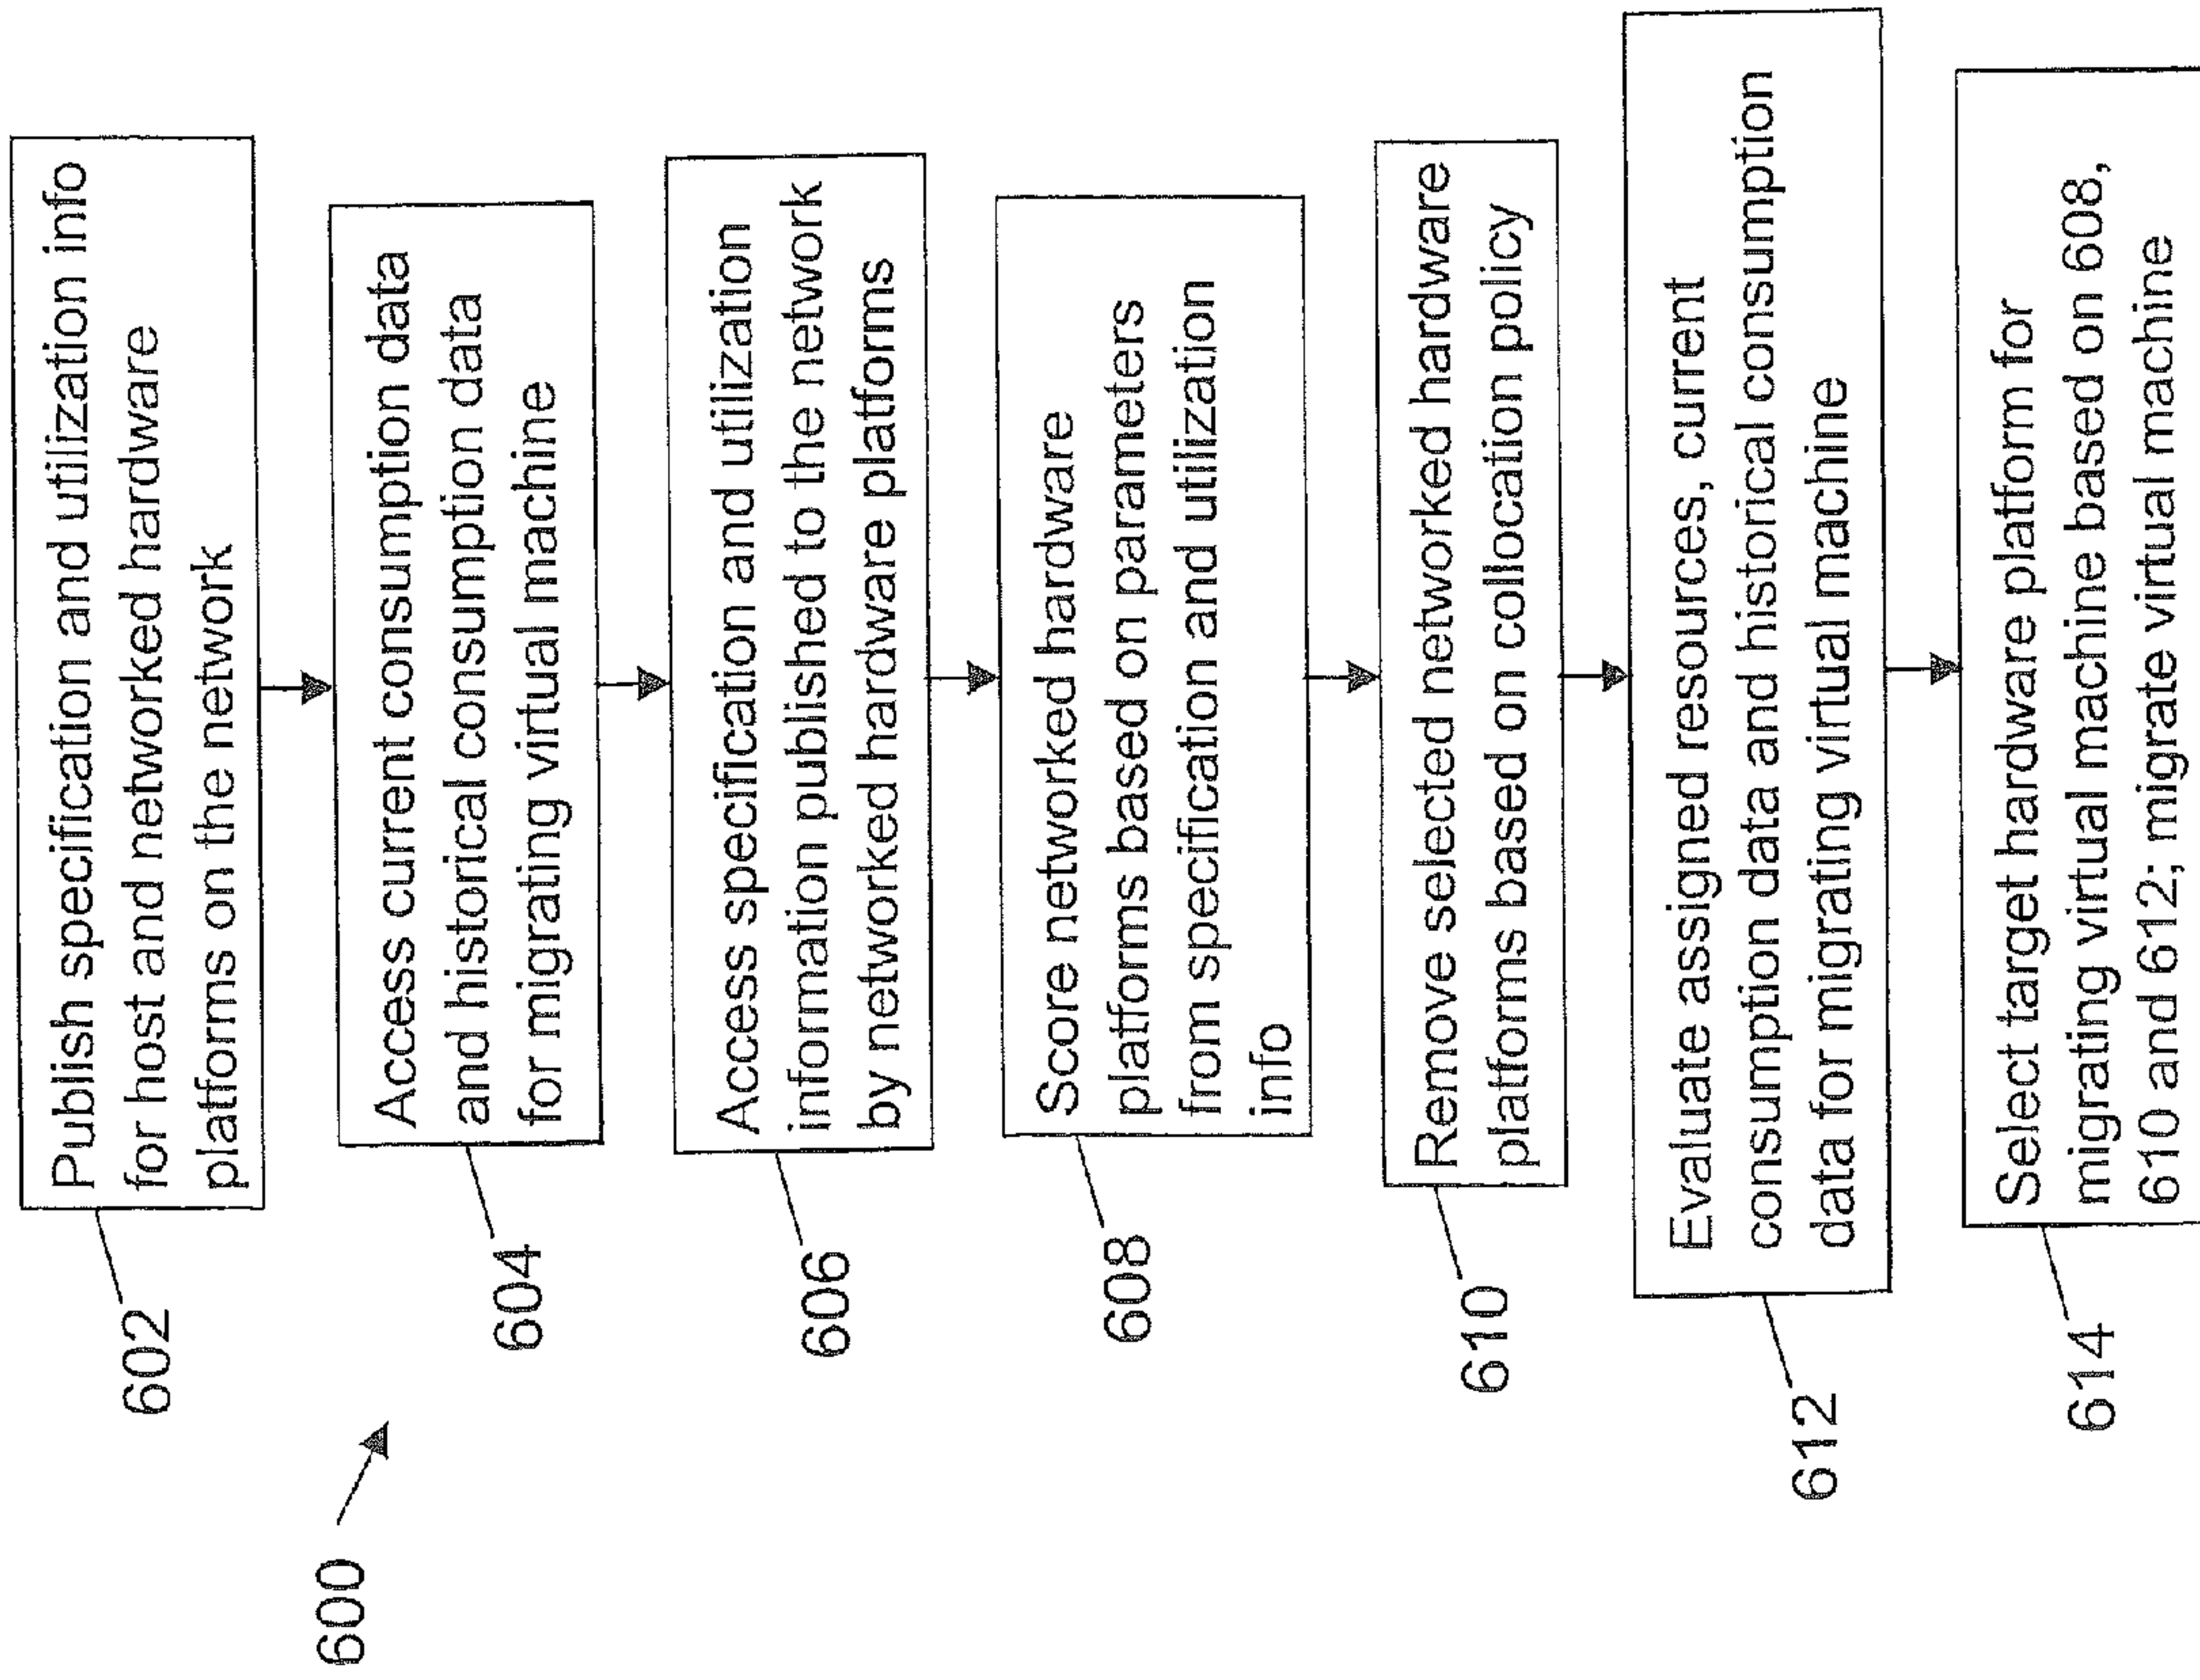 600
602
Publish specification and utilization info
for host and networked hardware
platforms on the network
604
Access current consumption data
and historical consumption data
for migrating virtual machine
606
Access specification and utilization
information published to the network
by networked hardware platforms
608
Score networked hardware
platforms based on parameters
from specification and utilization
info
610
Remove selected networked hardware
platforms based on collocation policy
612
Evaluate assigned resources, current
consumption data and historical consumption
data for migrating virtual machine
614
Select target hardware platform for
migrating virtual machine based on 608,
610 and 612; migrate virtual machine